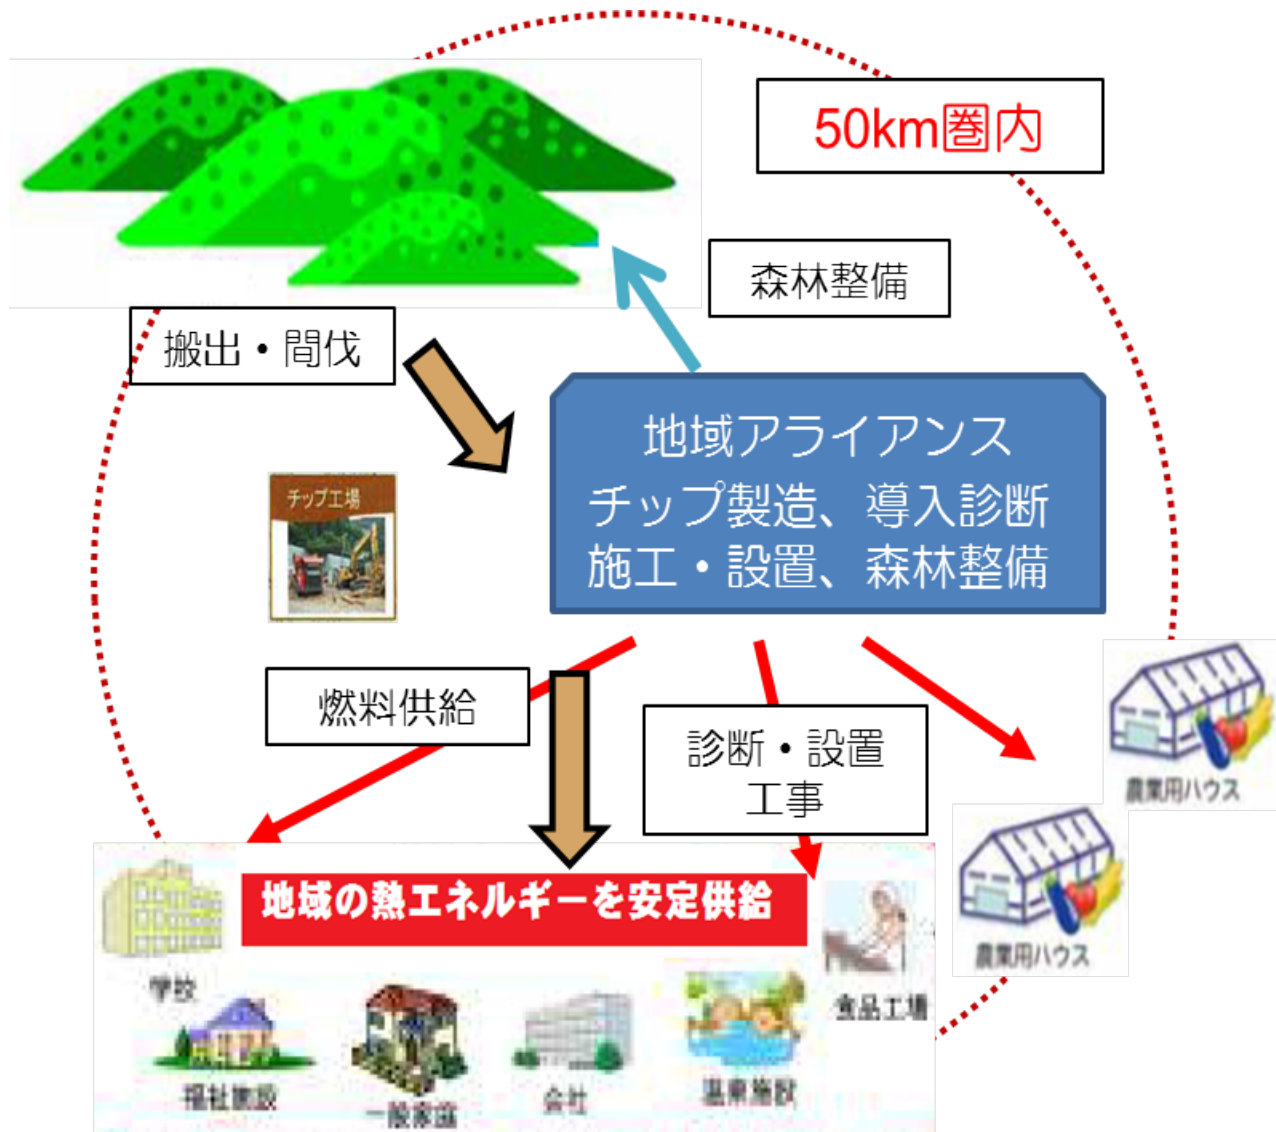 50km圏内
森林整備
搬出・間伐
地域アライアンス
チップ製造、導入診断
施工・設置、森林整備
チップ工場
燃料供給
診断・設置
工事
農業用ハウス
農業用ハウス
地域の熱エネルギーを安定供給
学校
食品工場
福祉施設
一般家庭
会社
温泉施設